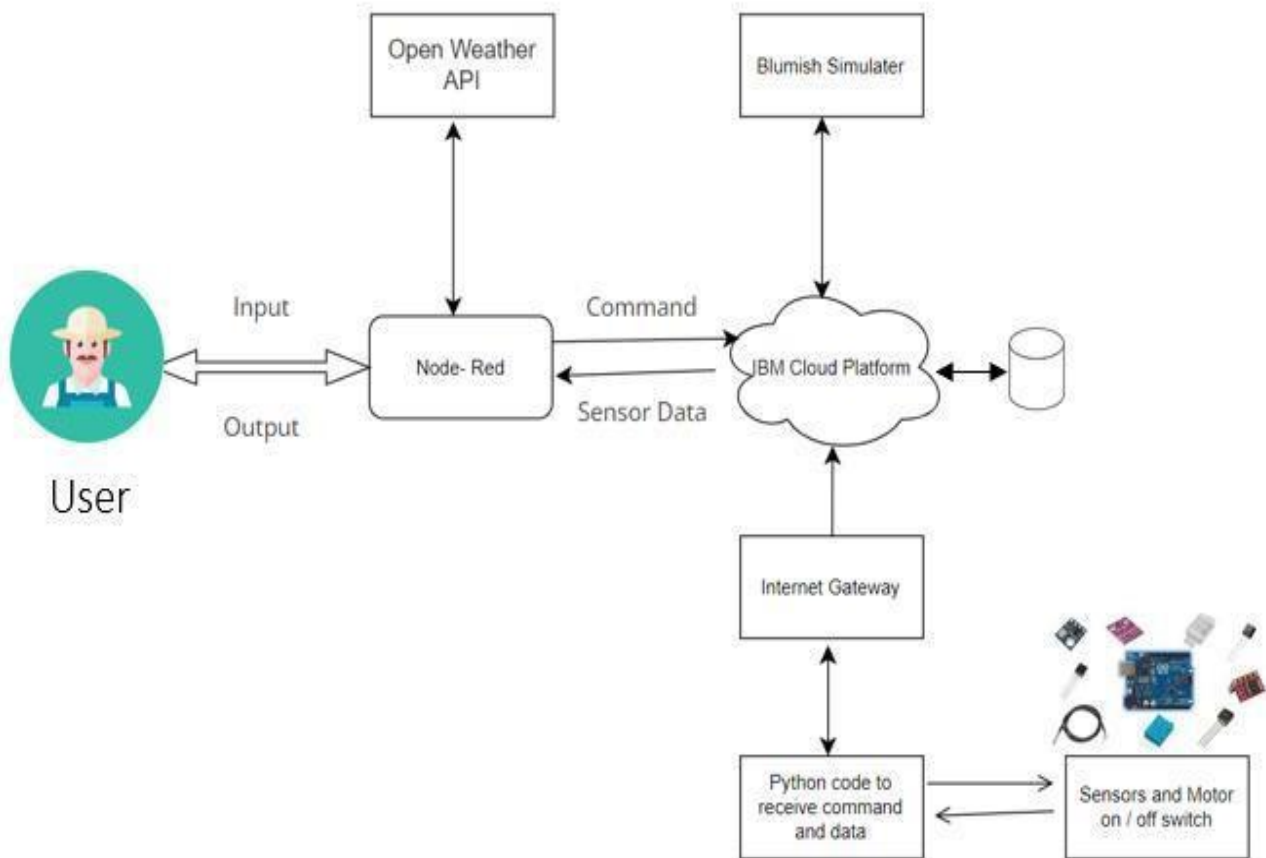 Open Weather
API
Blumish Simulater
Input
Command
Node- Red
IBM Cloud Platform
Output
Sensor Data
User
Internet Gateway
Python code to
receive command
and data
Sensors and Motor
on / off switch